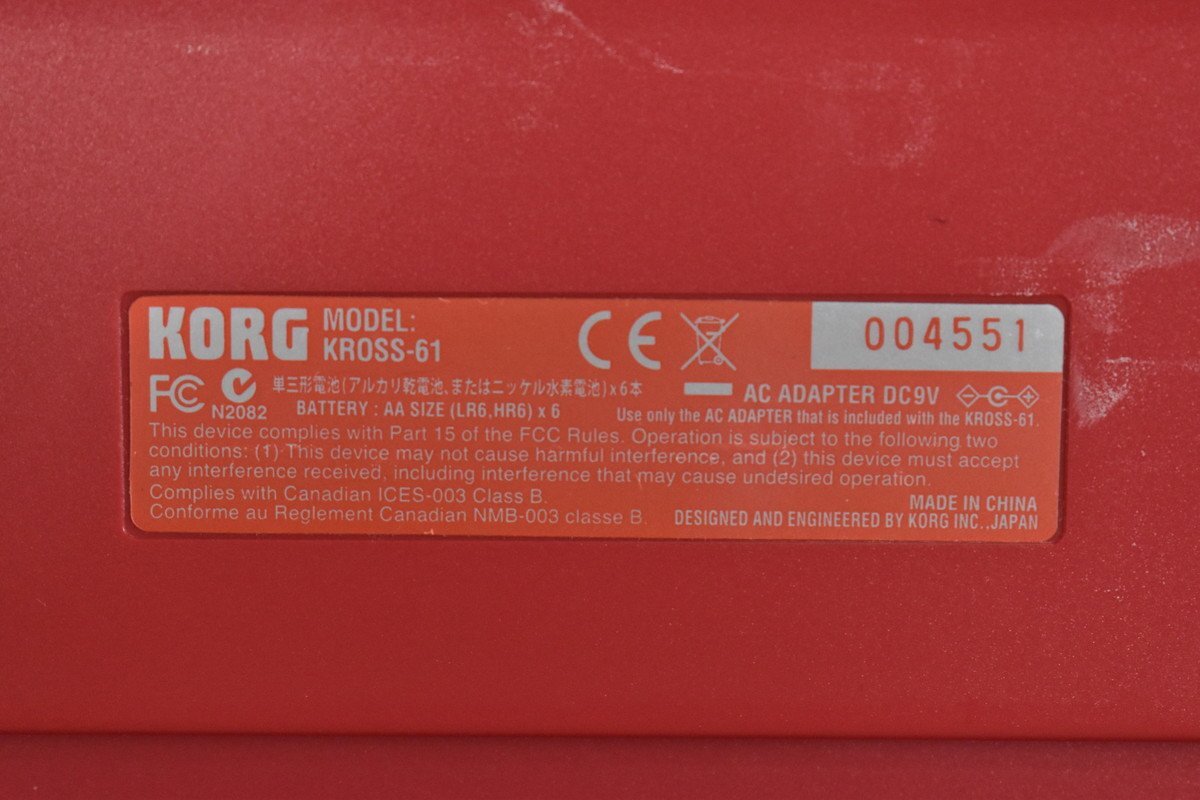 KORG
MODEL:
KROSS-61
CE
004551
FC
N2082
単三形電池(アルカリ乾電池、またはニッケル水素電池)x6本
BATTERY : AA SIZE (LR6,HR6) x 6
AC ADAPTER DC9V
Use only the AC ADAPTER that is included with the KROSS-61.
This device complies with Part 15 of the FCC Rules. Operation is subject to the following two
conditions: (1) This device may not cause harmful interference, and (2) this device must accept
any interference received, including interference that may cause undesired operation.
Complies with Canadian ICES-003 Class B.
Conforme au Reglement Canadian NMB-003 classe B.
MADE IN CHINA
DESIGNED AND ENGINEERED BY KORG INC.,JAPAN